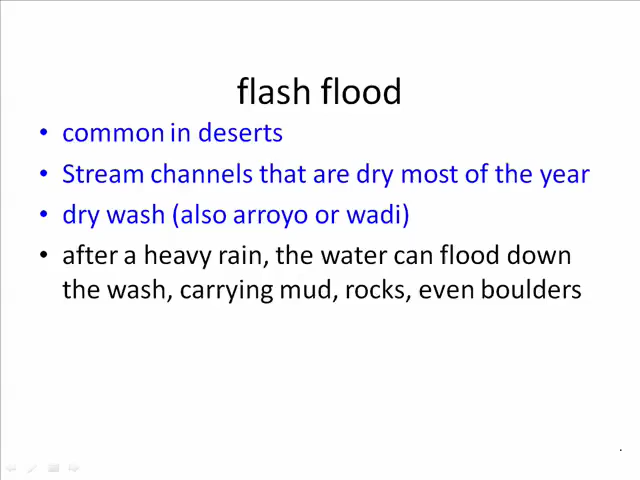 flash flood
• common in deserts
• Stream channels that are dry most of the year
• dry wash (also arroyo or wadi)
• after a heavy rain, the water can flood down
the wash, carrying mud, rocks, even boulders
.